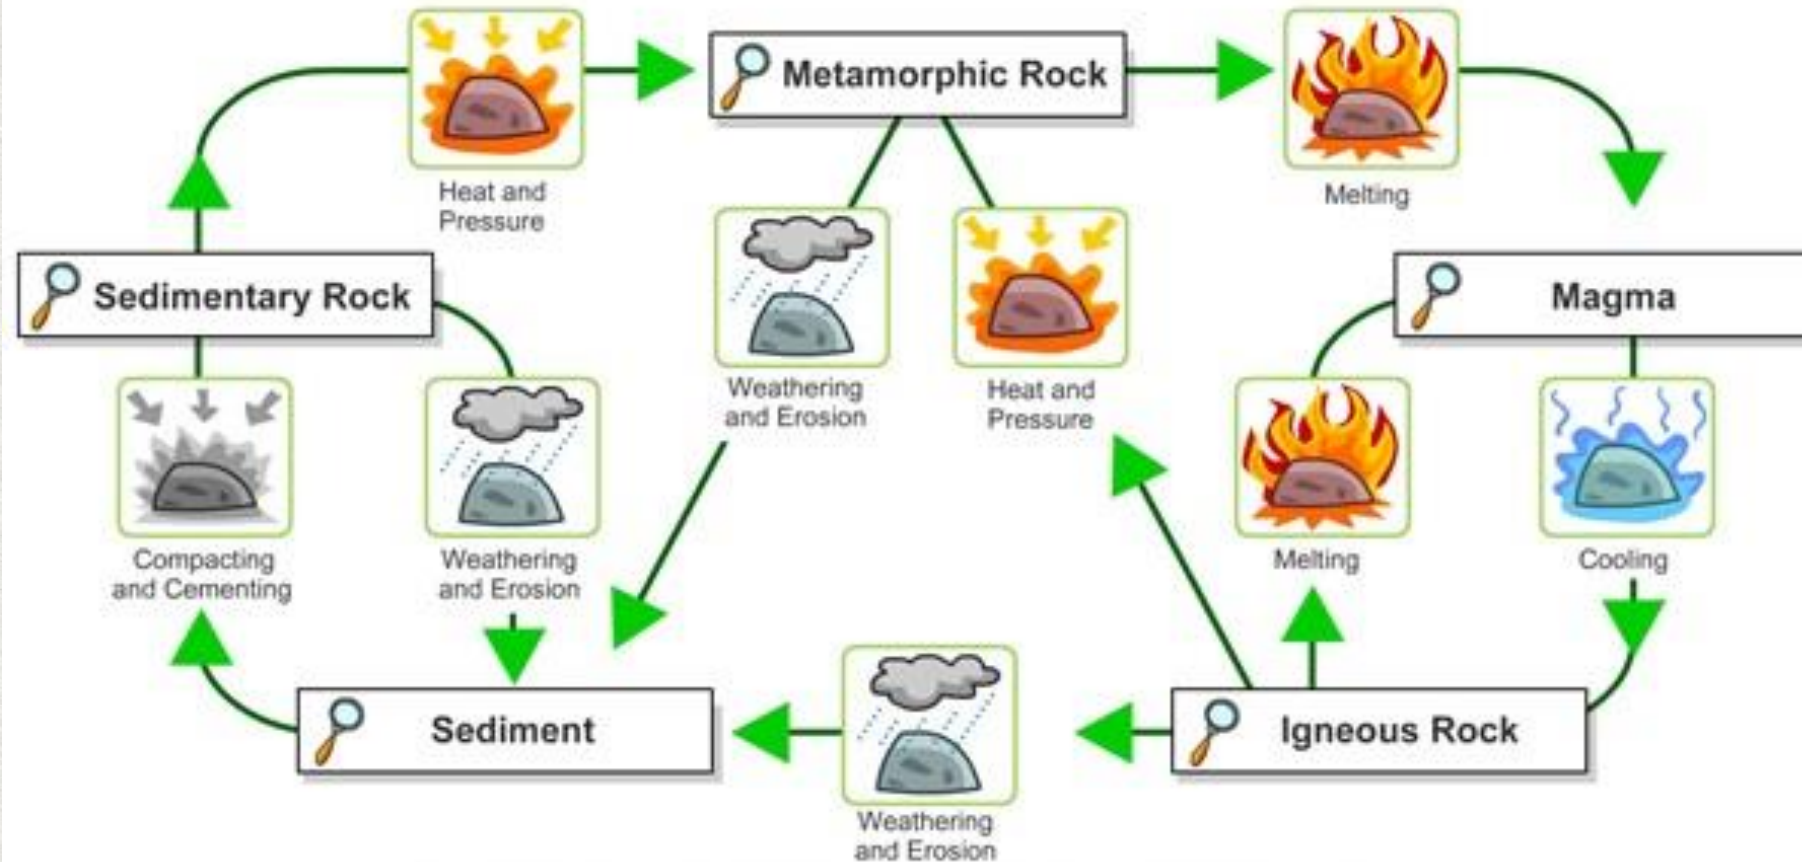 Metamorphic Rock
Heat and
Pressure
Melting
Sedimentary Rock
Magma
Weathering
and Erosion
Heat and
Pressure
Compacting
and Cementing
Weathering
and Erosion
Melting
Cooling
Sediment
Igneous Rock
Weathering
and Erosion